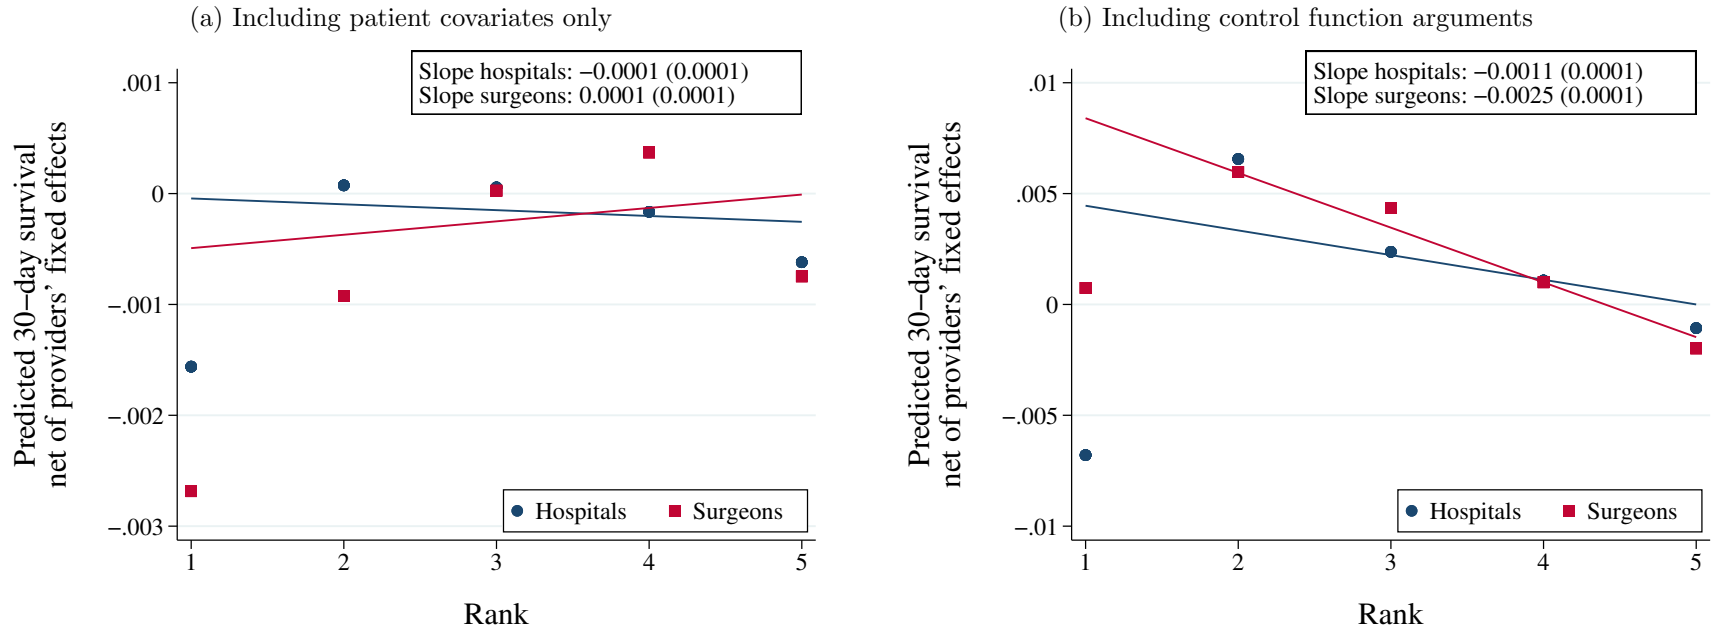 (a) Including patient covariates only
Slope hospitals: −0.0001 (0.0001)
Slope surgeons: 0.0001 (0.0001)
.001
0
−.001
−.002
−.003
Predicted 30−day survival
net of providers' fixed effects
Hospitals
Surgeons
1 2 3 4 5
Rank
(b) Including control function arguments
Slope hospitals: −0.0011 (0.0001)
Slope surgeons: −0.0025 (0.0001)
.01
.005
0
−.005
−.01
Predicted 30−day survival
net of providers' fixed effects
Hospitals
Surgeons
1 2 3 4 5
Rank